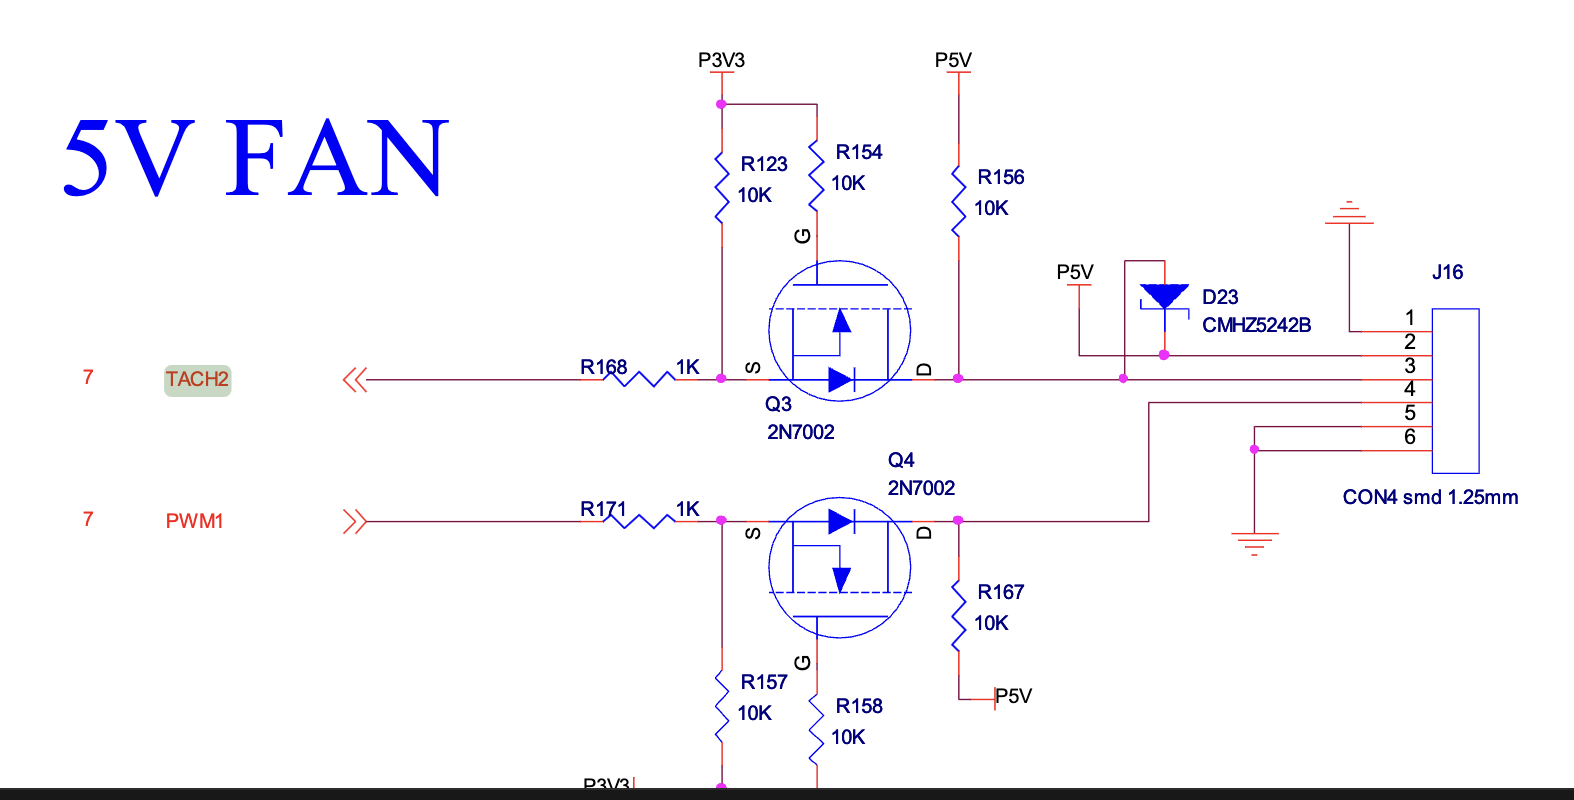 5V FAN
P3V3
P5V
R123
10K
R154
10K
R156
10K
G
P5V
D23
CMHZ5242B
J16
1
2
3
4
5
6
CON4 smd 1.25mm
7
TACH2
R168
1K
S
D
Q3
2N7002
Q4
2N7002
7
PWM1
R171
1K
S
D
R167
10K
G
R157
10K
R158
10K
P5V
P3V3